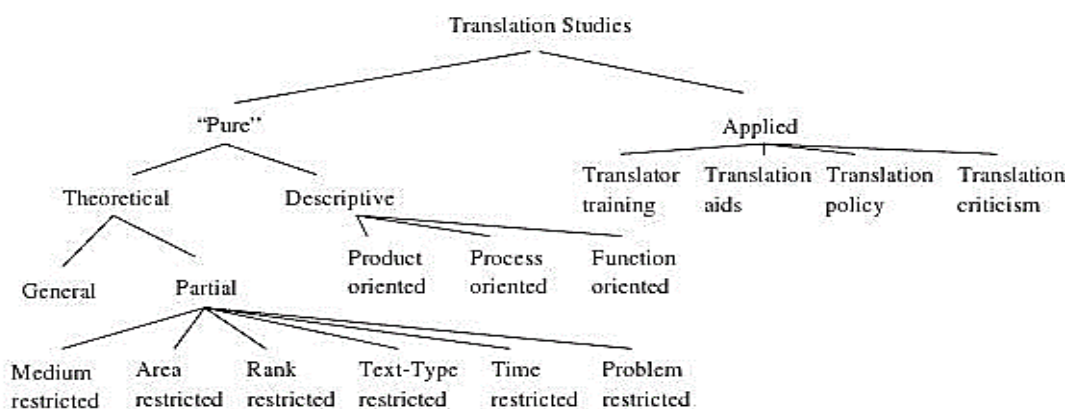 Translation Studies
“Pure”
Applied
Theoretical
Descriptive
Translator
training
Translation
aids
Translation
policy
Translation
criticism
General
Partial
Product
oriented
Process
oriented
Function
oriented
Medium
restricted
Area
restricted
Rank
restricted
Text-Type
restricted
Time
restricted
Problem
restricted